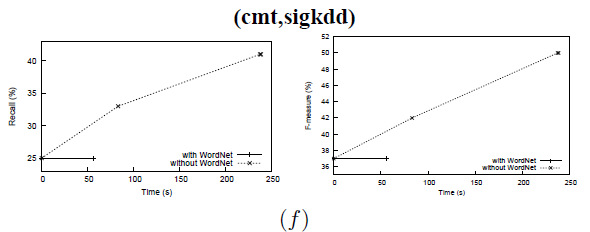 (cmt,sigkdd)
40
35
30
25
Recall (%)
with WordNet
without WordNet
0 50 100 150 200 250
Time (s)
52
50
48
46
44
42
40
38
36
F-measure (%)
with WordNet
without WordNet
0 50 100 150 200 250
Time (s)
(f)